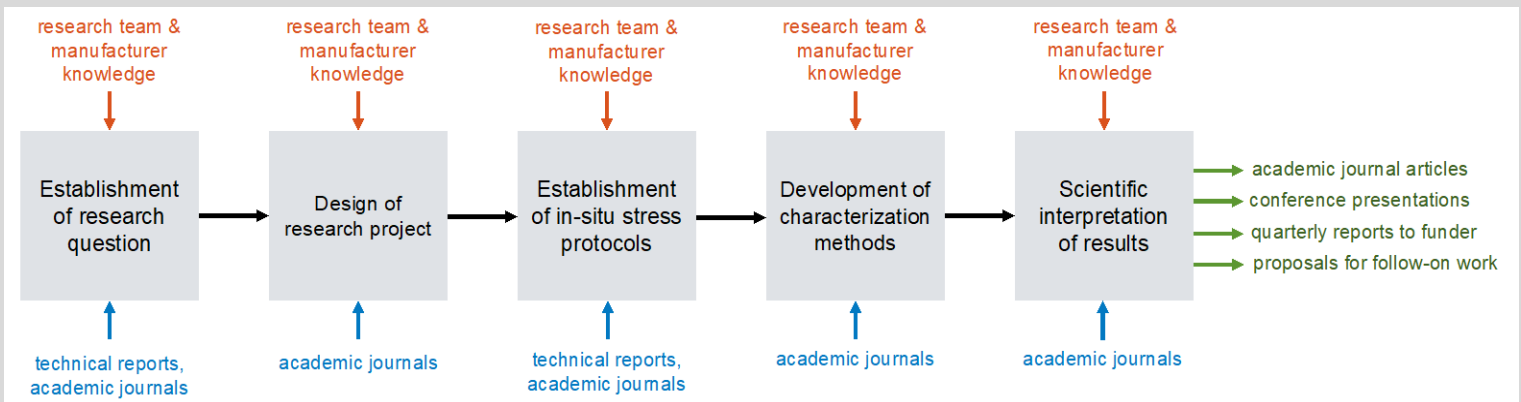 research team &
manufacturer
knowledge
research team &
manufacturer
knowledge
research team &
manufacturer
knowledge
research team &
manufacturer
knowledge
research team &
manufacturer
knowledge
Establishment
of research
question
Design of
research project
Establishment
of in-situ stress
protocols
Development of
characterization
methods
Scientific
interpretation
of results
academic journal articles
conference presentations
quarterly reports to funder
proposals for follow-on work
technical reports,
academic journals
academic journals
technical reports,
academic journals
academic journals
academic journals